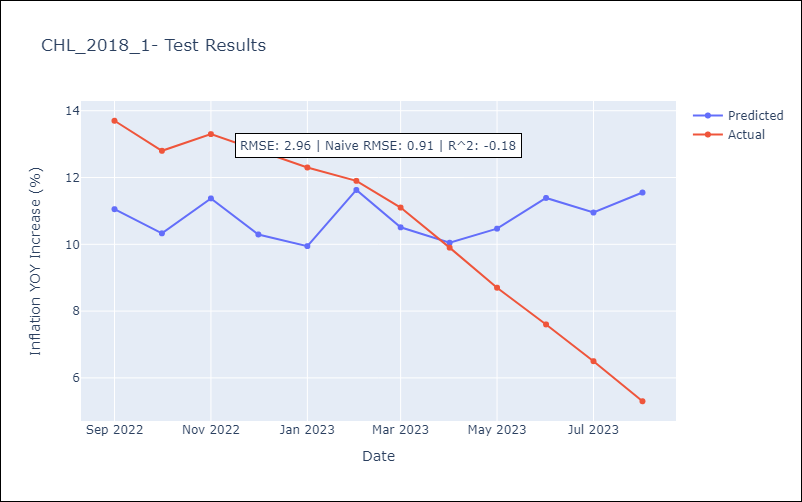 CHL_2018_1- Test Results
Predicted
Actual
RMSE: 2.96 | Naive RMSE: 0.91 | R^2: -0.18
Inflation YOY Increase (%)
14
12
10
8
6
Sep 2022 Nov 2022 Jan 2023 Mar 2023 May 2023 Jul 2023
Date